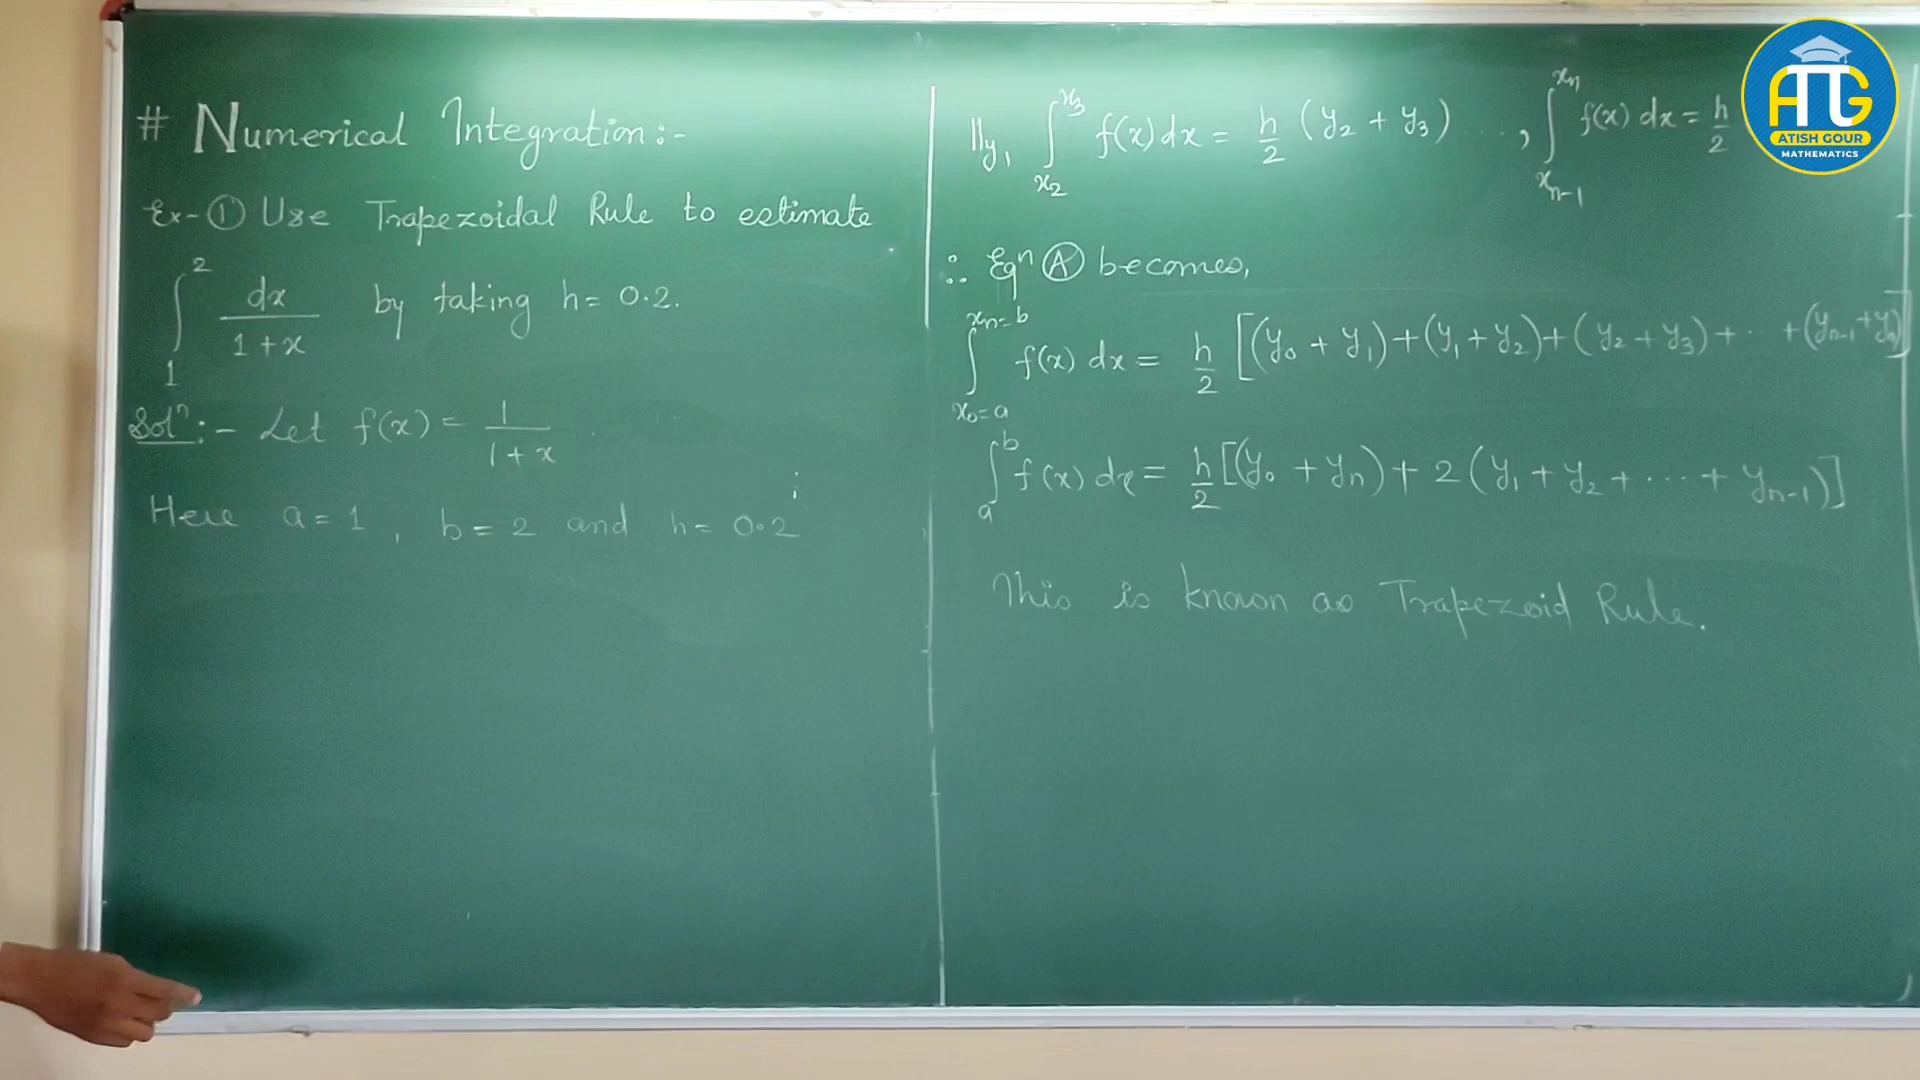 # Numerical Integration:-
Ex-① Use Trapezoidal Rule to estimate
∫₁² dx/(1+x) by taking h = 0.2.
Solⁿ:- Let f(x) = 1/(1+x)
Here a = 1, b = 2 and h = 0.2
llly, ∫_{x₂}^{x₃} f(x) dx = h/2 (y₂ + y₃) ..., ∫_{xₙ₋₁}^{xₙ} f(x) dx = h/2
∴ Eqⁿ Ⓐ becomes,
∫_{x₀=a}^{xₙ=b} f(x) dx = h/2 [(y₀ + y₁)+(y₁+y₂)+(y₂+y₃)+ ·· +(yₙ₋₁+yₙ)]
∫ₐᵇ f(x) dx = h/2 [(y₀ + yₙ) + 2(y₁ + y₂ + ... + yₙ₋₁)]
This is known as Trapezoid Rule.
ATG
ATISH GOUR
MATHEMATICS